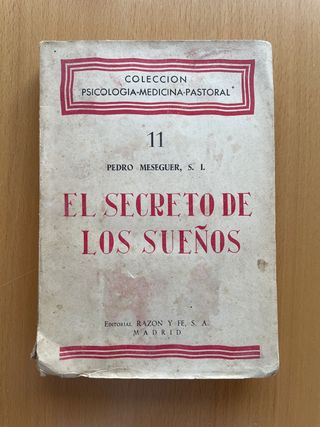 COLECCION
PSICOLOGIA-MEDICINA-PASTORAL
11
PEDRO MESEGUER, S. I.
EL SECRETO DE
LOS SUEÑOS
Editorial RAZON Y FE, S. A.
MADRID